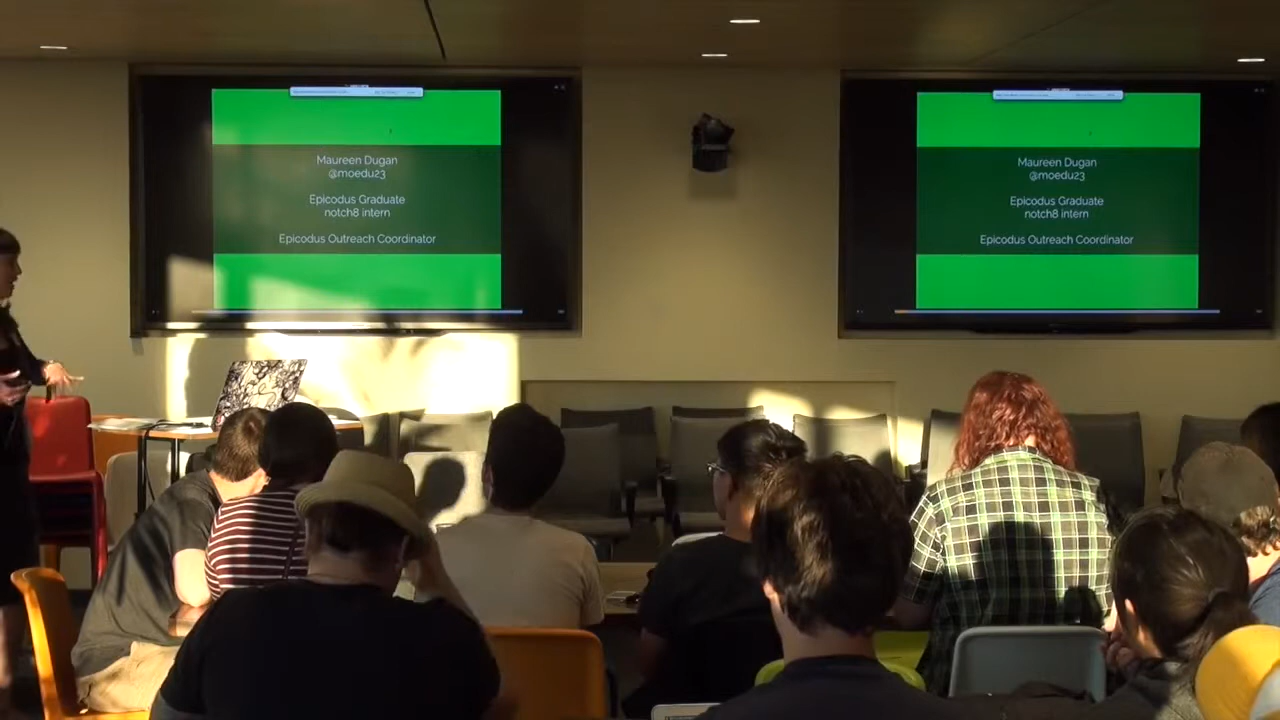 Maureen Dugan
@moedu23
Epicodus Graduate
notch8 intern
Epicodus Outreach Coordinator
Maureen Dugan
@moedu23
Epicodus Graduate
notch8 intern
Epicodus Outreach Coordinator